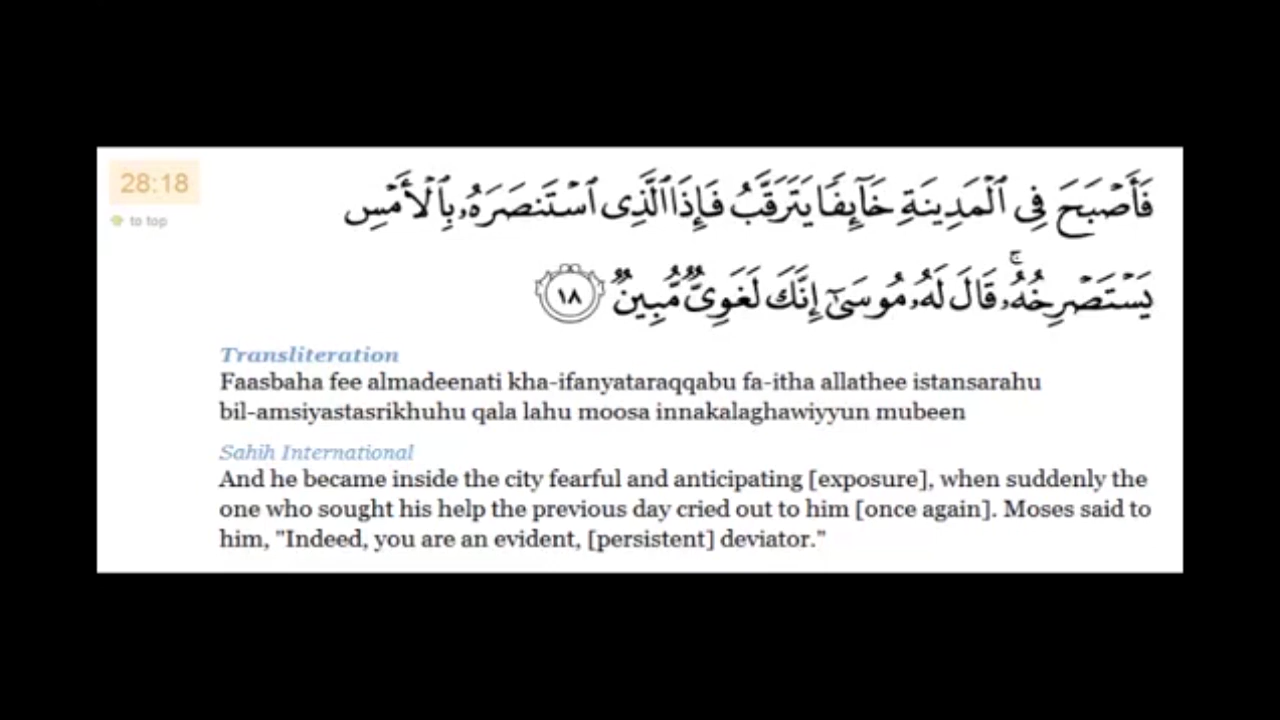 28:18
to top
فَأَصْبَحَ فِى ٱلْمَدِينَةِ خَآئِفًا يَتَرَقَّبُ فَإِذَا ٱلَّذِى ٱسْتَنصَرَهُۥ بِٱلْأَمْسِ
يَسْتَصْرِخُهُۥ ۚ قَالَ لَهُۥ مُوسَىٰٓ إِنَّكَ لَغَوِىٌّ مُّبِينٌ ١٨
Transliteration
Faasbaha fee almadeenati kha-ifanyataraqqabu fa-itha allathee istansarahu
bil-amsiyastasrikhuhu qala lahu moosa innakalaghawiyyun mubeen
Sahih International
And he became inside the city fearful and anticipating [exposure], when suddenly the
one who sought his help the previous day cried out to him [once again]. Moses said to
him, "Indeed, you are an evident, [persistent] deviator."